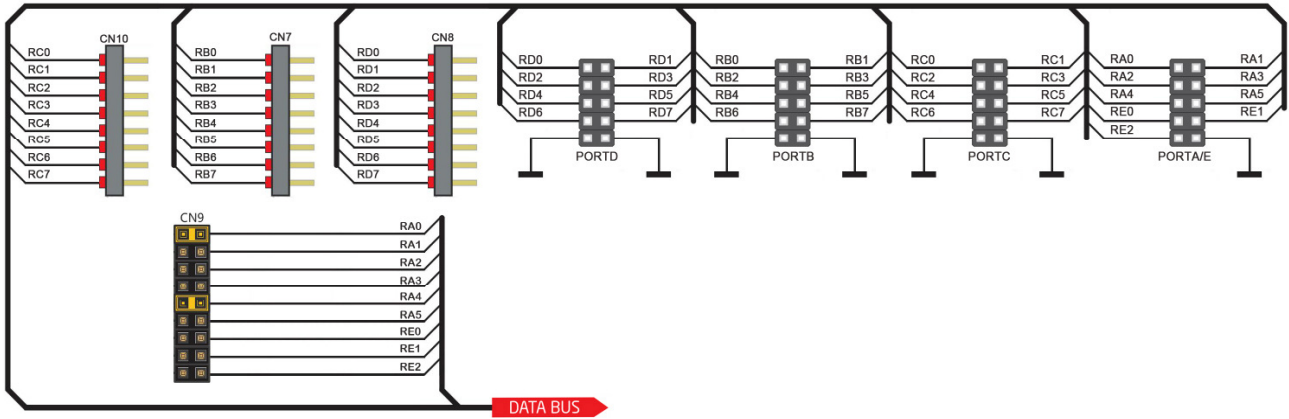 CN10
RC0
RC1
RC2
RC3
RC4
RC5
RC6
RC7
CN7
RB0
RB1
RB2
RB3
RB4
RB5
RB6
RB7
CN8
RD0
RD1
RD2
RD3
RD4
RD5
RD6
RD7
RD0 RD1
RD2 RD3
RD4 RD5
RD6 RD7
PORTD
RB0 RB1
RB2 RB3
RB4 RB5
RB6 RB7
PORTB
RC0 RC1
RC2 RC3
RC4 RC5
RC6 RC7
PORTC
RA0 RA1
RA2 RA3
RA4 RA5
RE0 RE1
RE2
PORTA/E
CN9
RA0
RA1
RA2
RA3
RA4
RA5
RE0
RE1
RE2
DATA BUS